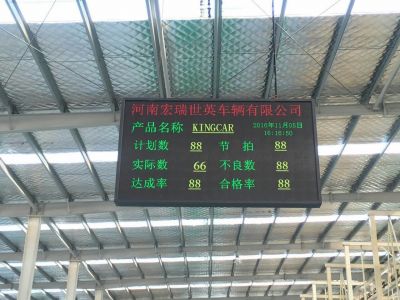 河南宏瑞世英车辆有限公司
产品名称 KINGCAR 2016年11月05日
16:16:50
计划数 88 节 拍 88
实际数 66 不良数 88
达成率 88 合格率 88